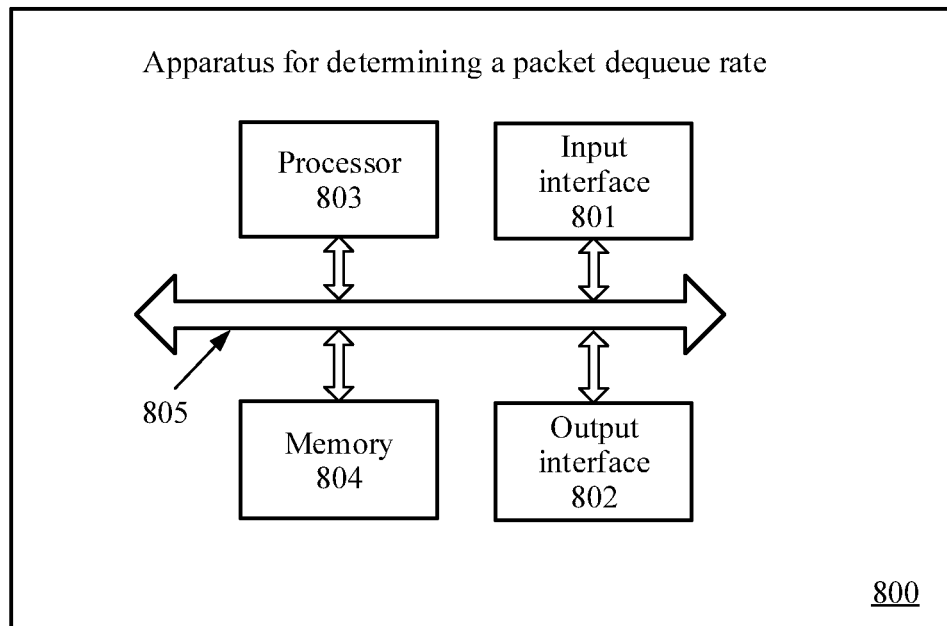 Apparatus for determining a packet dequeue rate
Processor
803
Input
interface
801
805
Memory
804
Output
interface
802
800